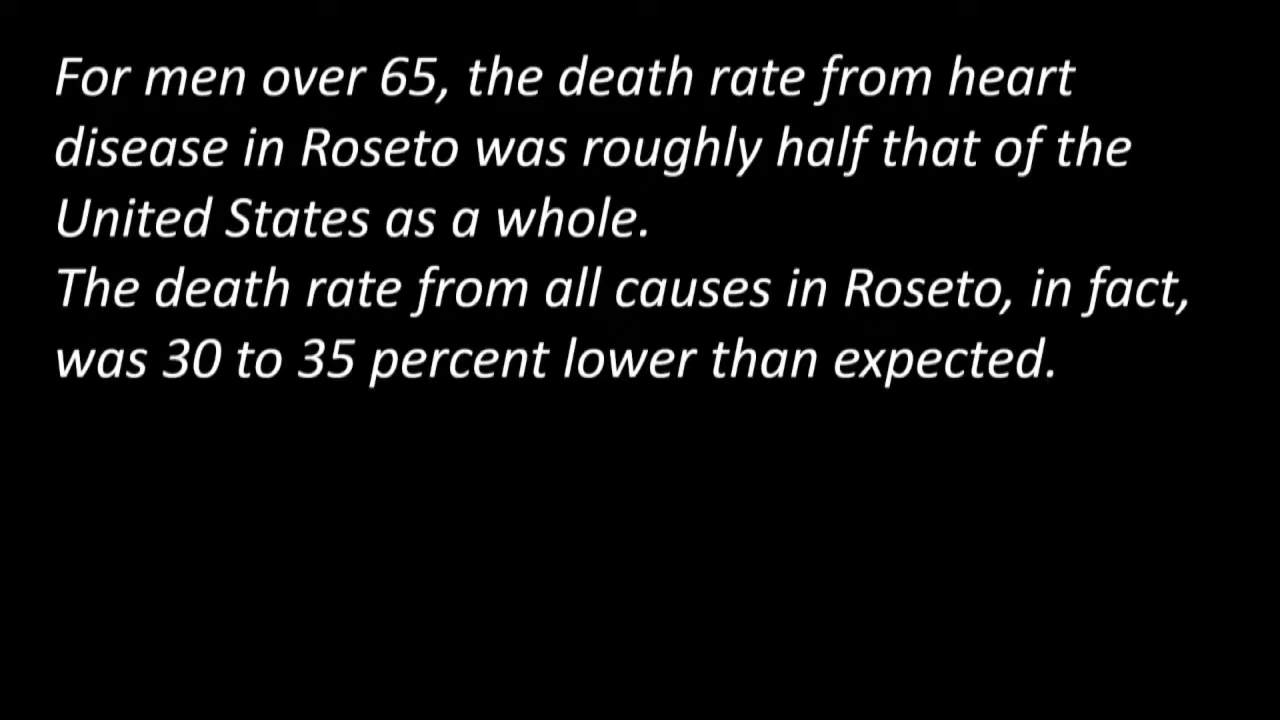 For men over 65, the death rate from heart
disease in Roseto was roughly half that of the
United States as a whole.
The death rate from all causes in Roseto, in fact,
was 30 to 35 percent lower than expected.